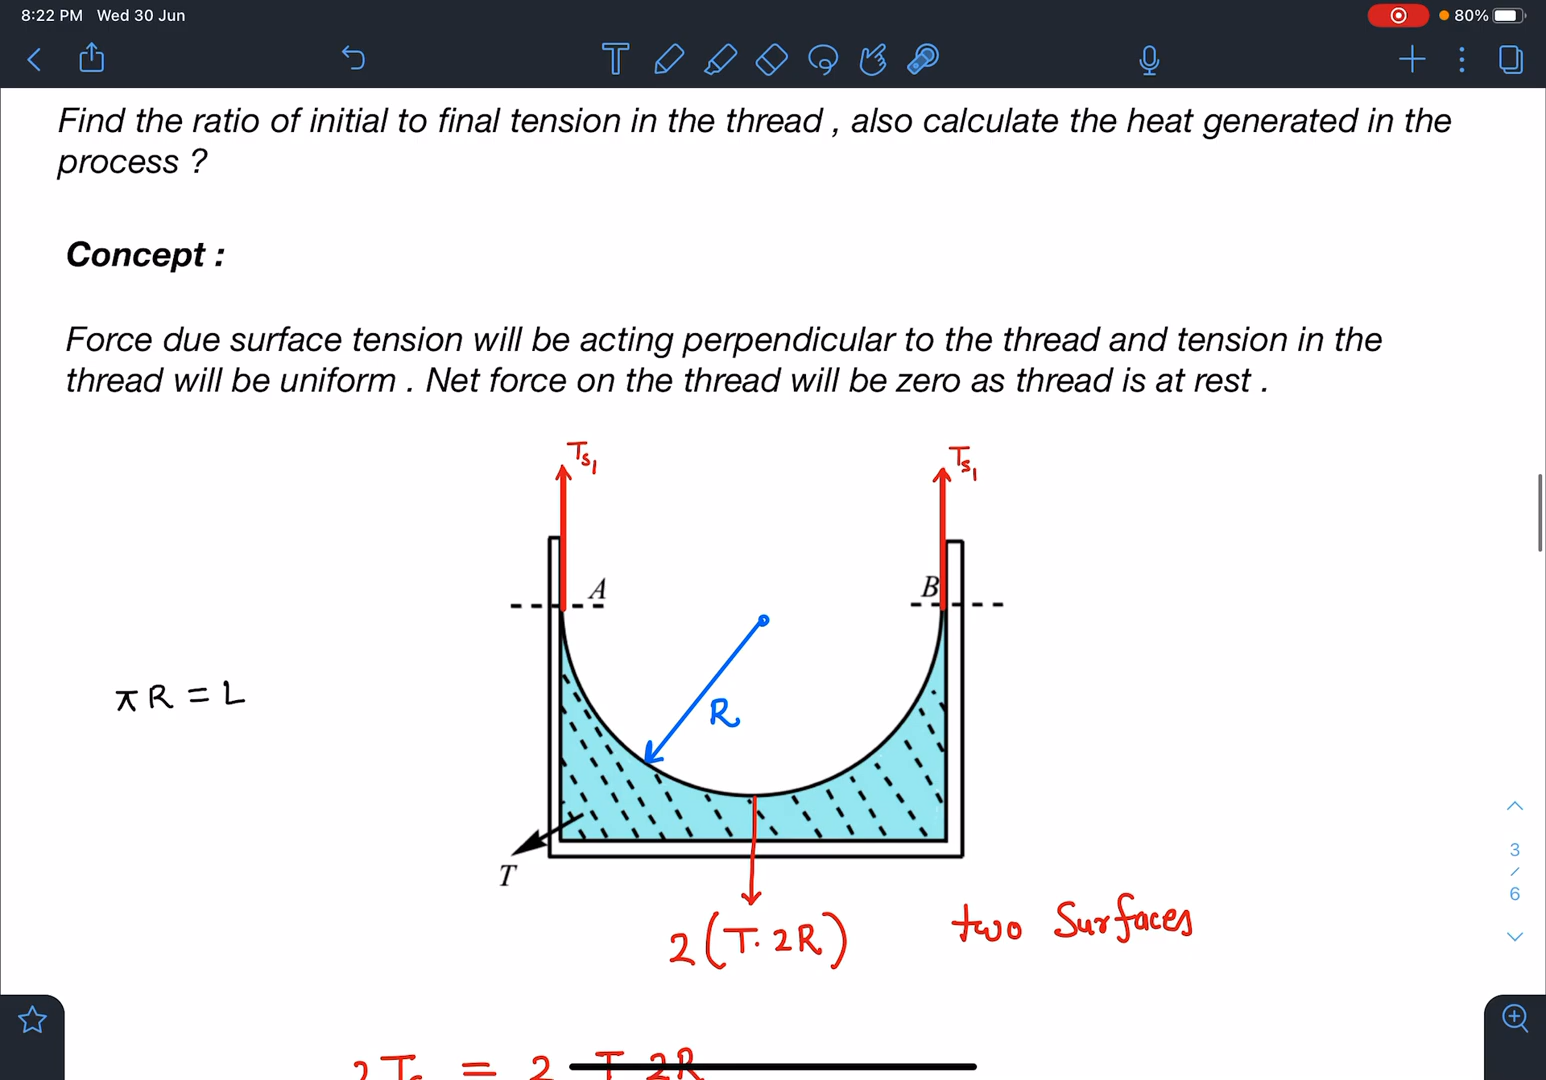 8:22 PM Wed 30 Jun
80%
T
Find the ratio of initial to final tension in the thread , also calculate the heat generated in the
process ?
Concept :
Force due surface tension will be acting perpendicular to the thread and tension in the
thread will be uniform . Net force on the thread will be zero as thread is at rest .
Ts1
Ts1
A
B
R
πR = L
T
2(T. 2R)
two Surfaces
3
/
6
2Ts = 2 T 2R